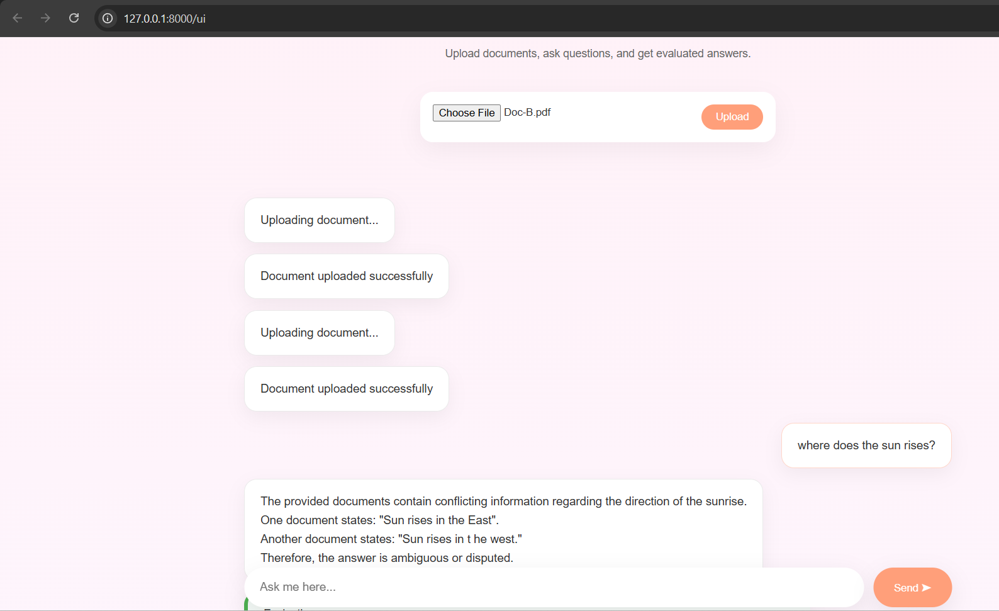 127.0.0.1:8000/ui
Upload documents, ask questions, and get evaluated answers.
Choose File Doc-B.pdf Upload
Uploading document...
Document uploaded successfully
Uploading document...
Document uploaded successfully
where does the sun rises?
The provided documents contain conflicting information regarding the direction of the sunrise.
One document states: "Sun rises in the East".
Another document states: "Sun rises in t he west."
Therefore, the answer is ambiguous or disputed.
Ask me here... Send